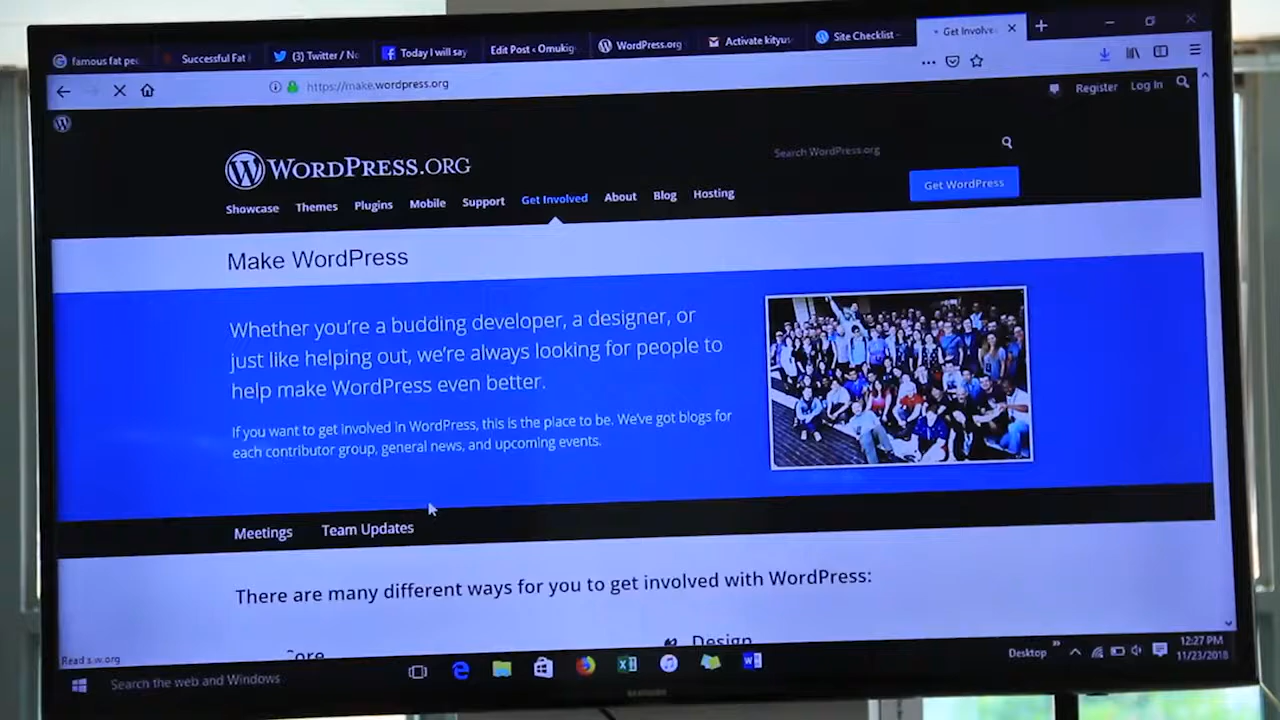 famous fat pe
Successful Fat
(3) Twitter / No
Today I will say
Edit Post ‹ Omukig
WordPress.org
Activate kityus
Site Checklist –
Get Involve
https://make.wordpress.org
Register
Log In
WORDPRESS.ORG
Search WordPress.org
Showcase
Themes
Plugins
Mobile
Support
Get Involved
About
Blog
Hosting
Get WordPress
Make WordPress
Whether you're a budding developer, a designer, or
just like helping out, we're always looking for people to
help make WordPress even better.
If you want to get involved in WordPress, this is the place to be. We've got blogs for
each contributor group, general news, and upcoming events.
Meetings
Team Updates
There are many different ways for you to get involved with WordPress:
Core
Design
Read s.w.org
Search the web and Windows
Desktop
12:27 PM
11/23/2018
SAMSUNG